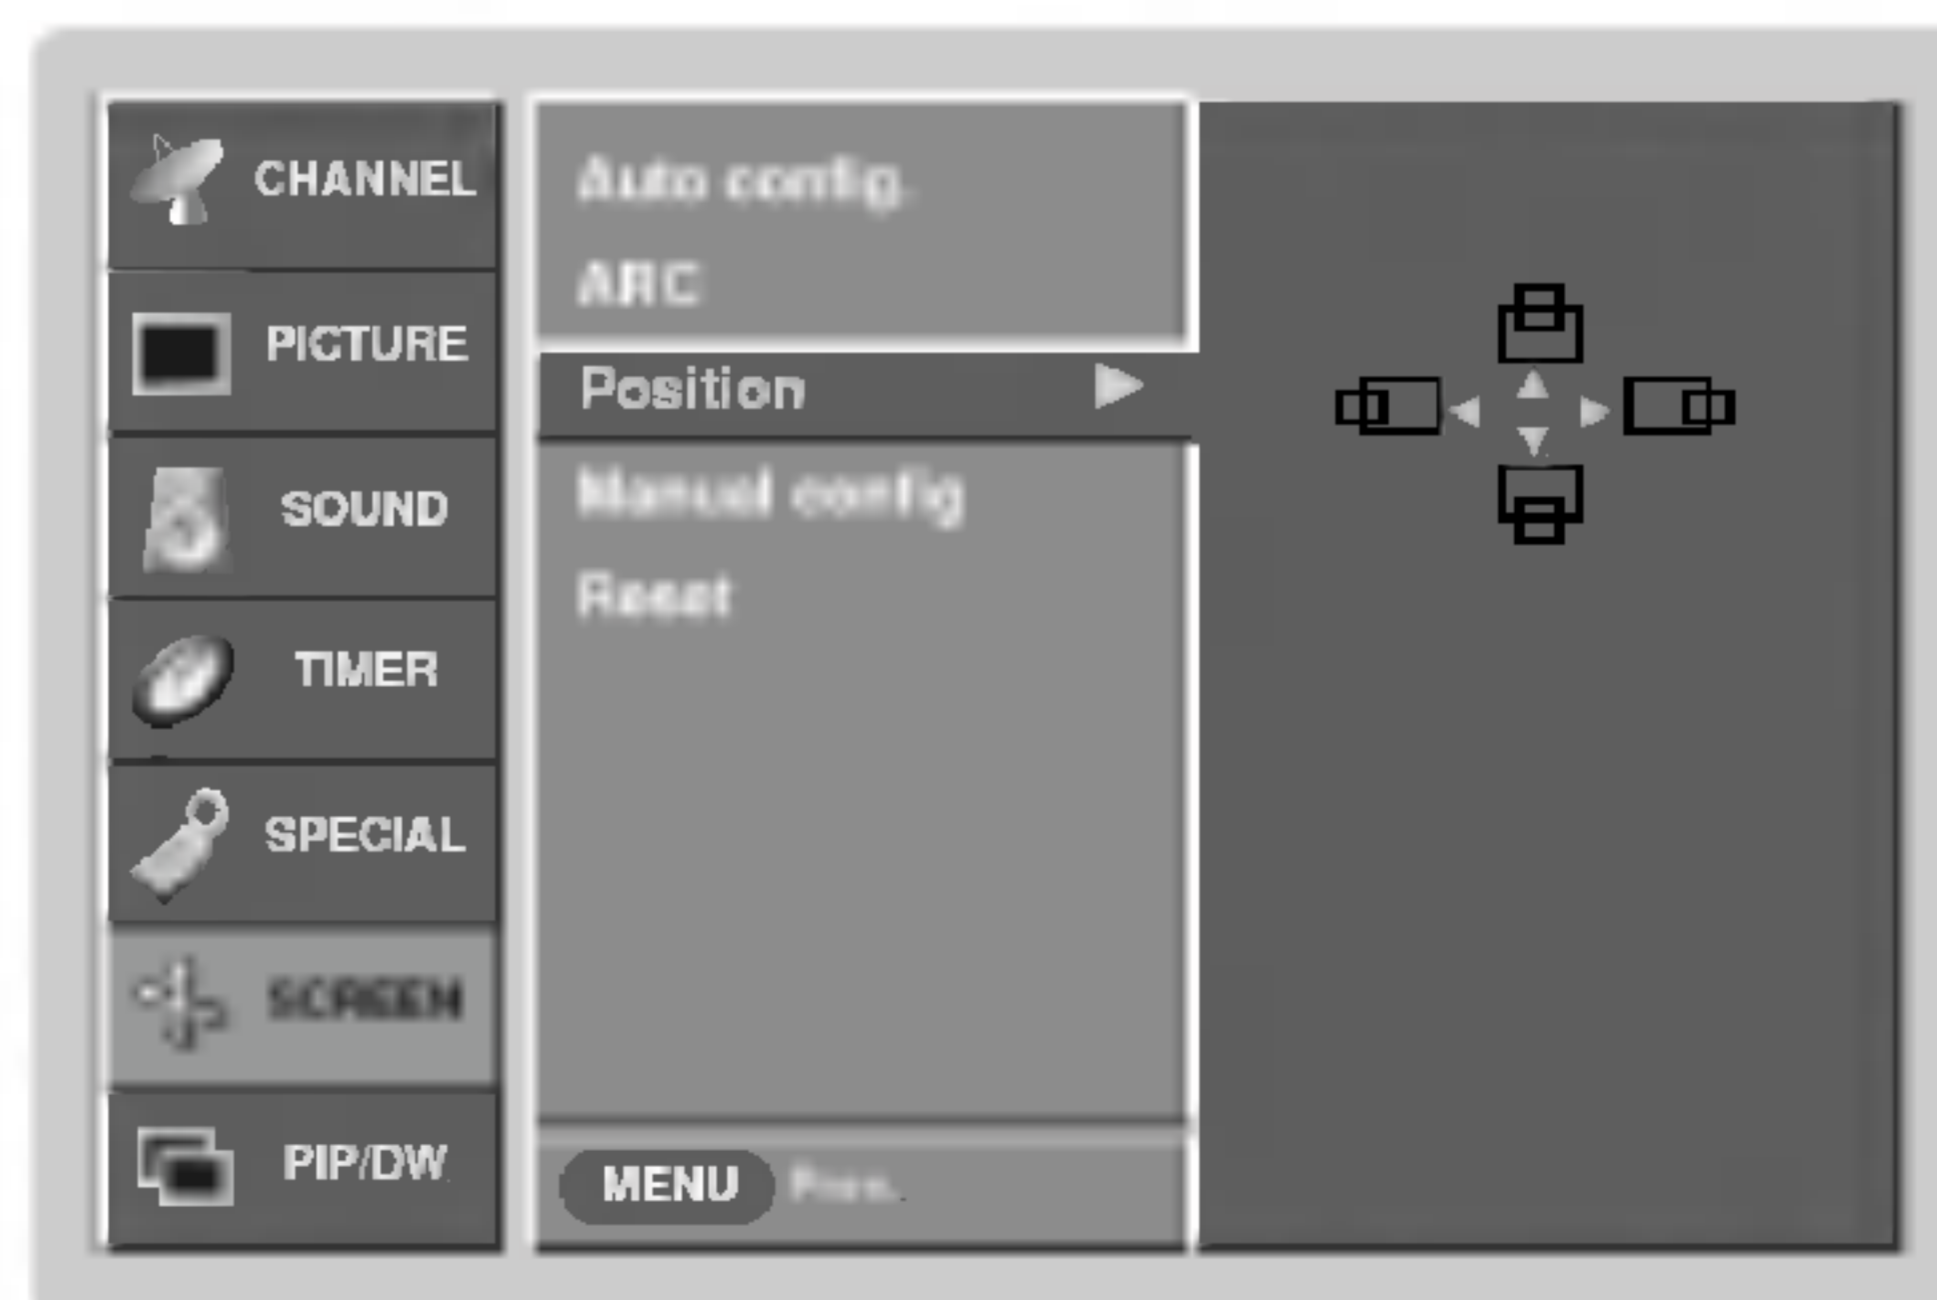 CHANNEL
PICTURE
SOUND
TIMER
SPECIAL
SCREEN
PIP/DW
Auto config.
ARC
Position
Manual config
Reset
MENU